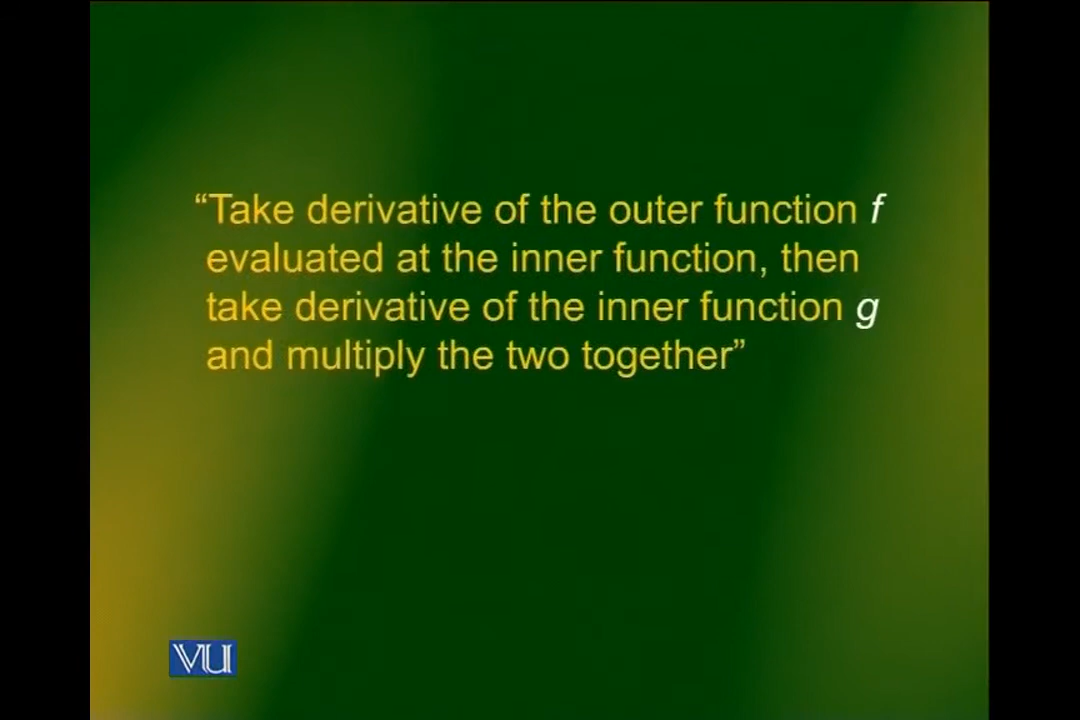 “Take derivative of the outer function f
evaluated at the inner function, then
take derivative of the inner function g
and multiply the two together”
VU